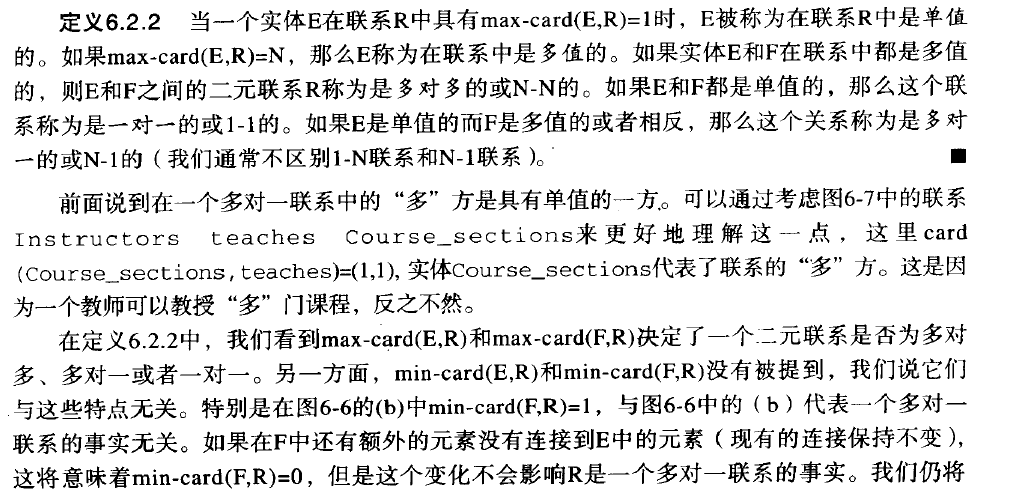 定义6.2.2 当一个实体E在联系R中具有max-card(E,R)=1时，E被称为在联系R中是单值
的。如果max-card(E,R)=N，那么E称为在联系中是多值的。如果实体E和F在联系中都是多值
的，则E和F之间的二元联系R称为是多对多的或N-N的。如果E和F都是单值的，那么这个联
系称为是一对一的或1-1的。如果E是单值的而F是多值的或者相反，那么这个关系称为是多对
一的或N-1的（我们通常不区别1-N联系和N-1联系）。 ■
前面说到在一个多对一联系中的“多”方是具有单值的一方。可以通过考虑图6-7中的联系
Instructors teaches Course_sections来更好地理解这一点，这里card
(Course_sections,teaches)=(1,1), 实体Course_sections代表了联系的“多”方。这是因
为一个教师可以教授“多”门课程，反之不然。
在定义6.2.2中，我们看到max-card(E,R)和max-card(F,R)决定了一个二元联系是否为多对
多、多对一或者一对一。另一方面，min-card(E,R)和min-card(F,R)没有被提到，我们说它们
与这些特点无关。特别是在图6-6的(b)中min-card(F,R)=1，与图6-6中的（b）代表一个多对一
联系的事实无关。如果在F中还有额外的元素没有连接到E中的元素（现有的连接保持不变），
这将意味着min-card(F,R)=0，但是这个变化不会影响R是一个多对一联系的事实。我们仍将